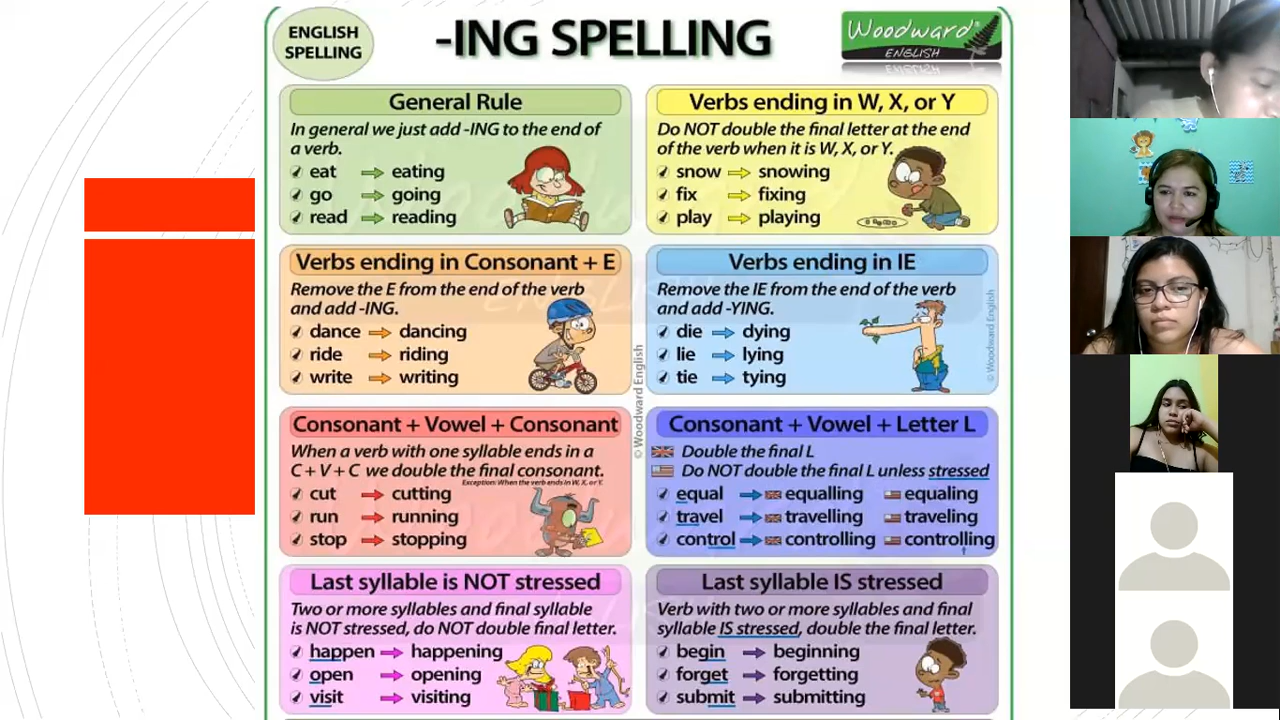 ENGLISH
SPELLING
-ING SPELLING
Woodward
ENGLISH
General Rule
In general we just add -ING to the end of
a verb.
eat eating
go going
read reading
Verbs ending in W, X, or Y
Do NOT double the final letter at the end
of the verb when it is W, X, or Y.
snow snowing
fix fixing
play playing
Verbs ending in Consonant + E
Remove the E from the end of the verb
and add -ING.
dance dancing
ride riding
write writing
Verbs ending in IE
Remove the IE from the end of the verb
and add -YING.
die dying
lie lying
tie tying
© Woodward English
© Woodward English
Consonant + Vowel + Consonant
When a verb with one syllable ends in a
C + V + C we double the final consonant.
Exception: When the verb ends in W, X, or Y.
cut cutting
run running
stop stopping
Consonant + Vowel + Letter L
Double the final L
Do NOT double the final L unless stressed
equal equalling equaling
travel travelling traveling
control controlling controlling
Last syllable is NOT stressed
Two or more syllables and final syllable
is NOT stressed, do NOT double final letter.
happen happening
open opening
visit visiting
Last syllable IS stressed
Verb with two or more syllables and final
syllable IS stressed, double the final letter.
begin beginning
forget forgetting
submit submitting